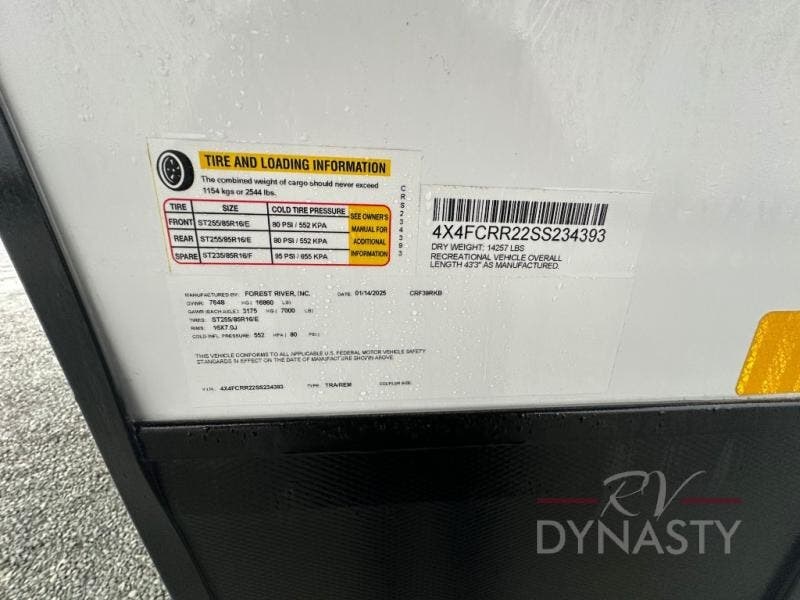 TIRE AND LOADING INFORMATION
The combined weight of cargo should never exceed
1154 kgs or 2544 lbs.
TIRE SIZE COLD TIRE PRESSURE SEE OWNER'S MANUAL FOR ADDITIONAL INFORMATION
FRONT ST255/85R16/E 80 PSI / 552 KPA
REAR ST255/85R16/E 80 PSI / 552 KPA
SPARE ST235/85R16/F 95 PSI / 655 KPA
CRS234393
4X4FCRR22SS234393
DRY WEIGHT: 14257 LBS
RECREATIONAL VEHICLE OVERALL
LENGTH 43'3" AS MANUFACTURED.
MANUFACTURED BY: FOREST RIVER, INC. DATE: 01/14/2025 CRF39RKB
GVWR: 7648 KG ( 16860 LB)
GAWR (EACH AXLE) 3175 KG ( 7000 LB)
TIRES: ST255/85R16/E
RIMS: 16X7.0J
COLD INFL. PRESSURE: 552 KPA ( 80 PSI)
THIS VEHICLE CONFORMS TO ALL APPLICABLE U.S. FEDERAL MOTOR VEHICLE SAFETY
STANDARDS IN EFFECT ON THE DATE OF MANUFACTURE SHOWN ABOVE
V.I.N. 4X4FCRR22SS234393 TYPE: TRA/REM COUPLER SIZE:
RV
DYNASTY